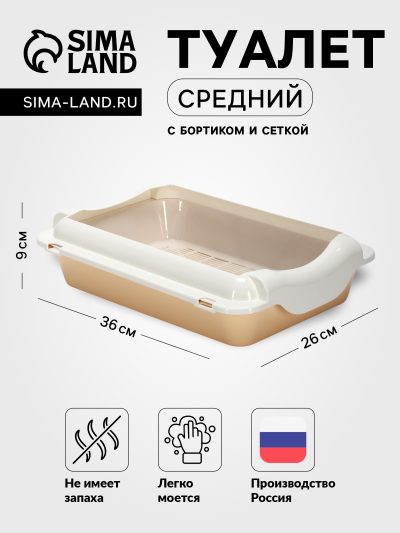 SIMA
LAND
SIMA-LAND.RU
ТУАЛЕТ
СРЕДНИЙ
С БОРТИКОМ И СЕТКОЙ
9 см
36 см
26 см
Не имеет
запаха
Легко
моется
Производство
Россия